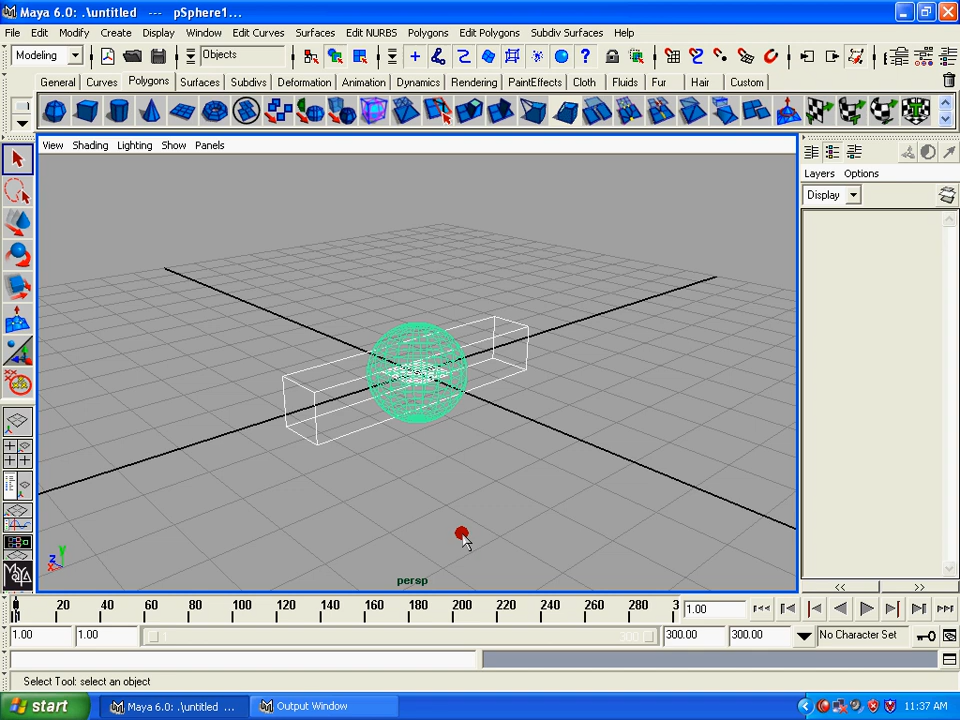 Maya 6.0: .\untitled --- pSphere1...
File Edit Modify Create Display Window Edit Curves Surfaces Edit NURBS Polygons Edit Polygons Subdiv Surfaces Help
Modeling Objects
General Curves Polygons Surfaces Subdivs Deformation Animation Dynamics Rendering PaintEffects Cloth Fluids Fur Hair Custom
View Shading Lighting Show Panels
Layers Options
Display
y
z
x
persp
<< >>
20 40 60 80 100 120 140 160 180 200 220 240 260 280 3
1.00
1.00 1.00 1 300 300.00 300.00 No Character Set
Select Tool: select an object
start Maya 6.0: .\untitled ... Output Window 11:37 AM